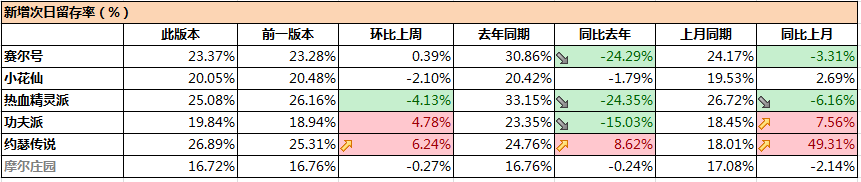 新增次日留存率（%）
此版本 前一版本 环比上周 去年同期 同比去年 上月同期 同比上月
赛尔号 23.37% 23.28% 0.39% 30.86% -24.29% 24.17% -3.31%
小花仙 20.05% 20.48% -2.10% 20.42% -1.79% 19.53% 2.69%
热血精灵派 25.08% 26.16% -4.13% 33.15% -24.35% 26.72% -6.16%
功夫派 19.84% 18.94% 4.78% 23.35% -15.03% 18.45% 7.56%
约瑟传说 26.89% 25.31% 6.24% 24.76% 8.62% 18.01% 49.31%
摩尔庄园 16.72% 16.76% -0.27% 16.76% -0.24% 17.08% -2.14%